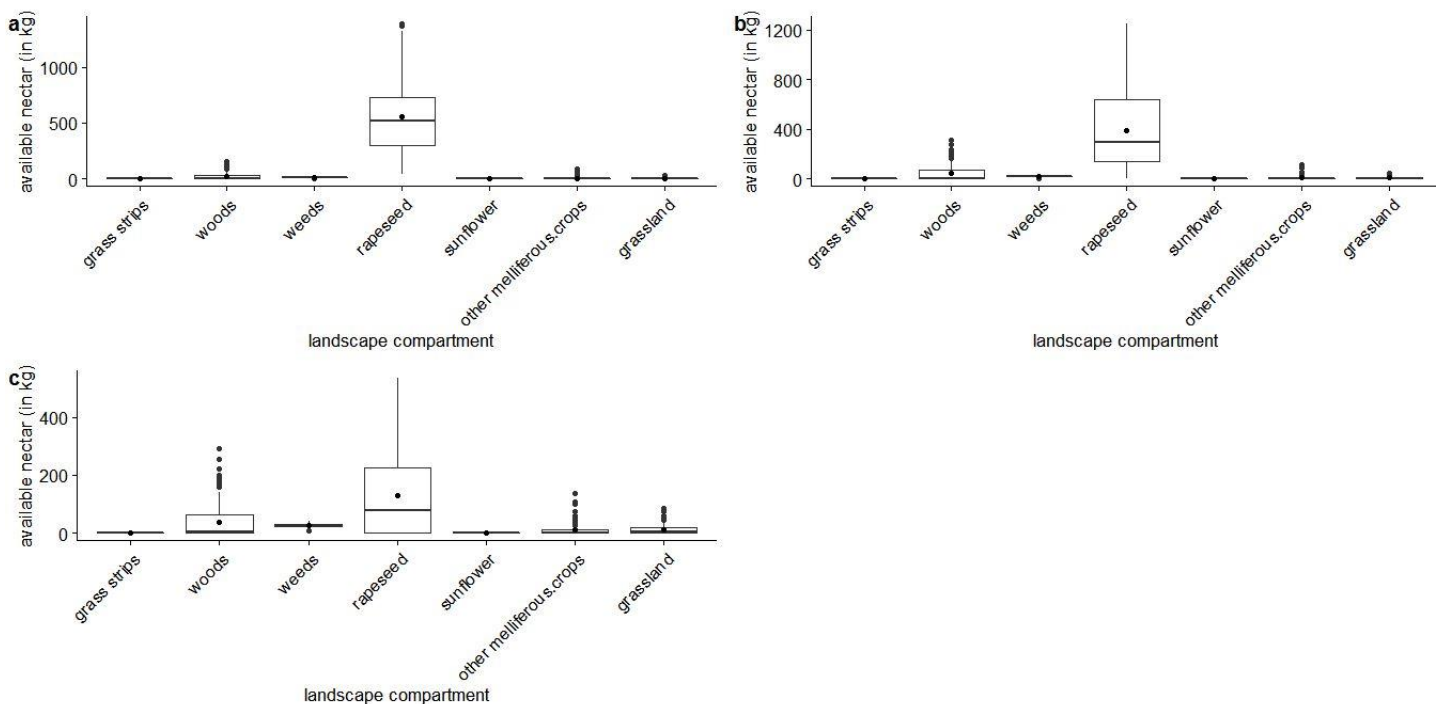 a
available nectar (in kg)
1000
500
0
grass strips
woods
weeds
rapeseed
sunflower
other melliferous.crops
grassland
landscape compartment
b
available nectar (in kg)
1200
800
400
0
grass strips
woods
weeds
rapeseed
sunflower
other melliferous.crops
grassland
landscape compartment
c
available nectar (in kg)
400
200
0
grass strips
woods
weeds
rapeseed
sunflower
other melliferous.crops
grassland
landscape compartment